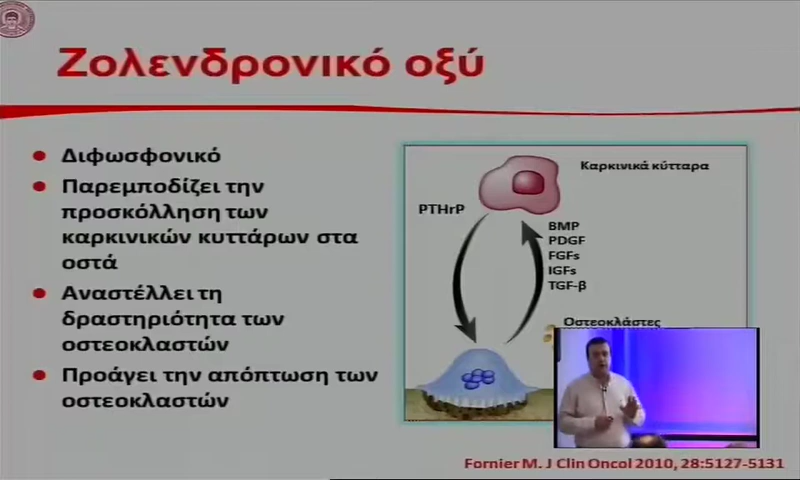 Ζολενδρονικό οξύ
Διφωσφονικό
Παρεμποδίζει την
προσκόλληση των
καρκινικών κυττάρων στα
οστά
Αναστέλλει τη
δραστηριότητα των
οστεοκλαστών
Προάγει την απόπτωση των
οστεοκλαστών
Καρκινικά κύτταρα
PTHrP
BMP
PDGF
FGFs
IGFs
TGF-β
Οστεοκλάστες
Fornier M. J Clin Oncol 2010, 28:5127-5131